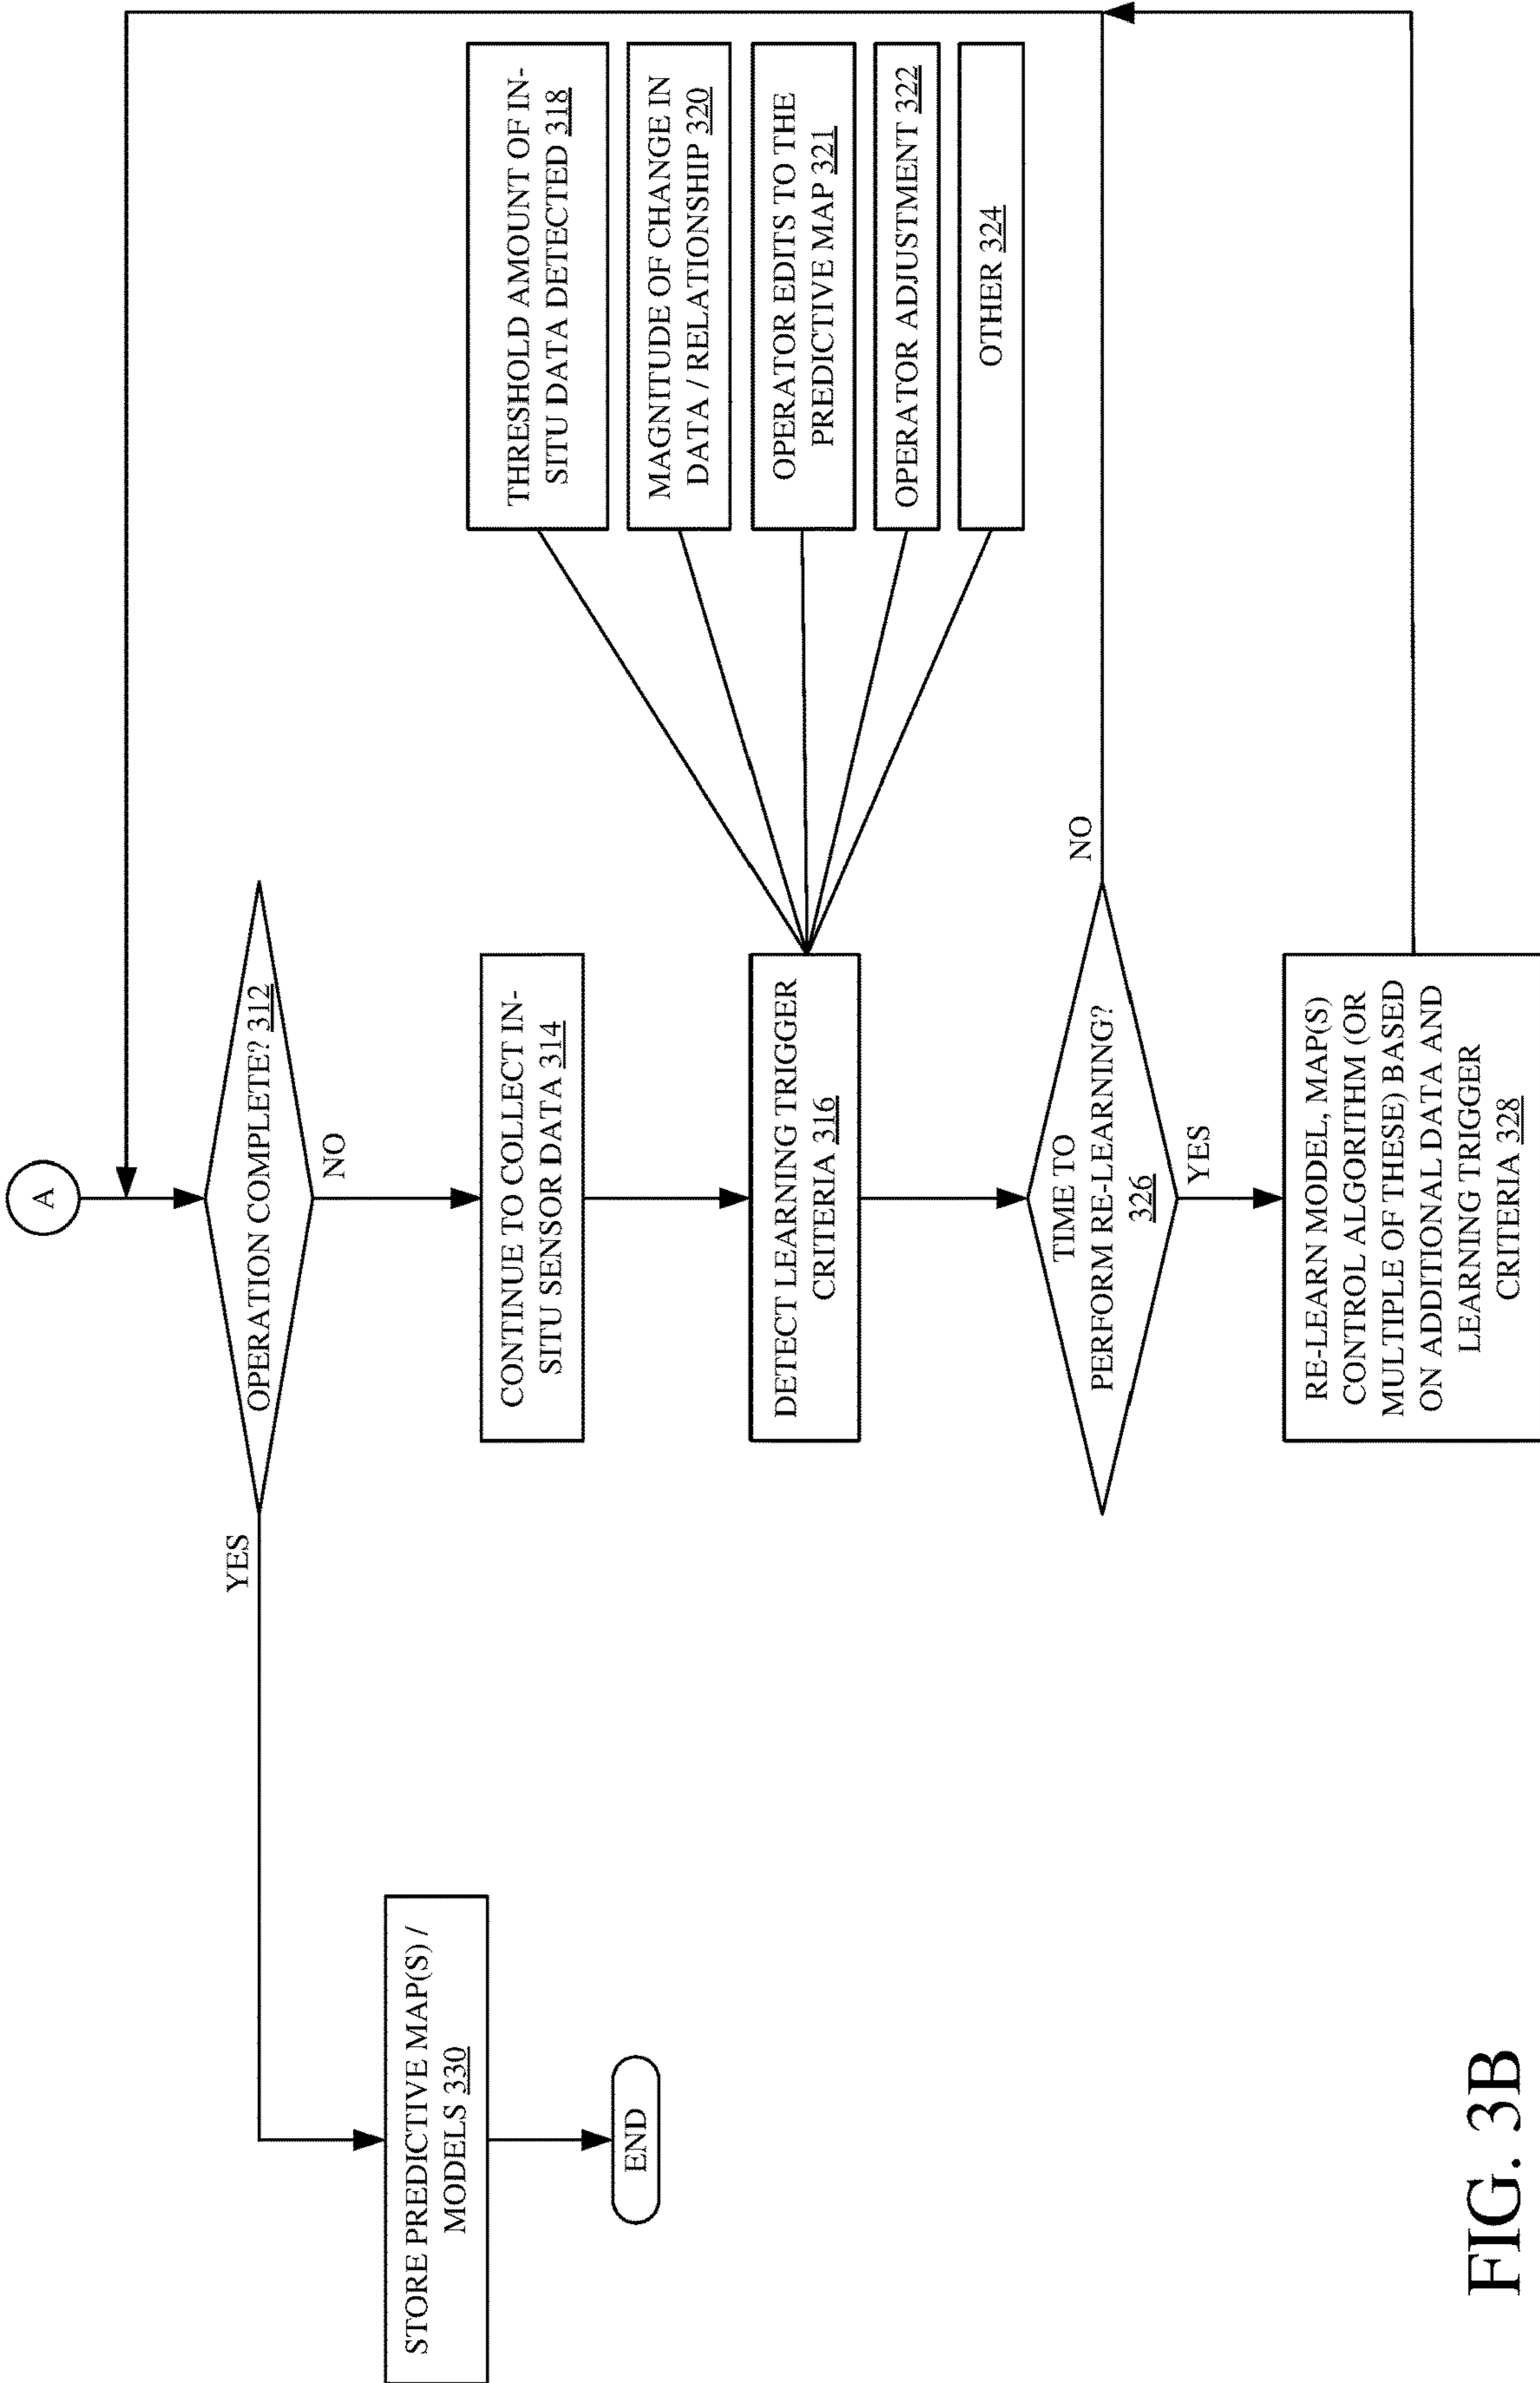 A
OPERATION COMPLETE? 312
YES
NO
STORE PREDICTIVE MAP(S) /
MODELS 330
END
CONTINUE TO COLLECT IN-
SITU SENSOR DATA 314
DETECT LEARNING TRIGGER
CRITERIA 316
THRESHOLD AMOUNT OF IN-
SITU DATA DETECTED 318
MAGNITUDE OF CHANGE IN
DATA / RELATIONSHIP 320
OPERATOR EDITS TO THE
PREDICTIVE MAP 321
OPERATOR ADJUSTMENT 322
OTHER 324
TIME TO
PERFORM RE-LEARNING?
326
NO
YES
RE-LEARN MODEL, MAP(S)
CONTROL ALGORITHM (OR
MULTIPLE OF THESE) BASED
ON ADDITIONAL DATA AND
LEARNING TRIGGER
CRITERIA 328
FIG. 3B